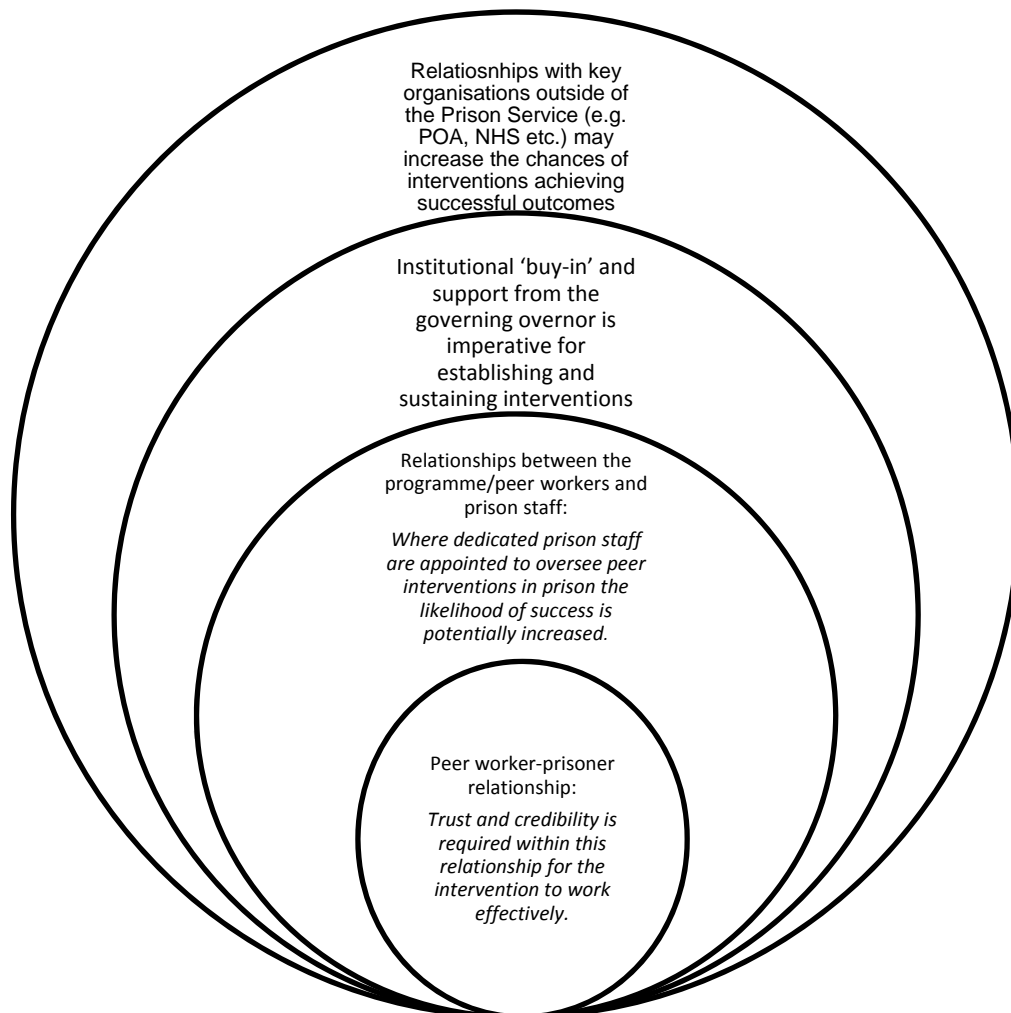 Relatiosnhips with key
organisations outside of
the Prison Service (e.g.
POA, NHS etc.) may
increase the chances of
interventions achieving
successful outcomes
Institutional ‘buy-in’ and
support from the
governing overnor is
imperative for
establishing and
sustaining interventions
Relationships between the
programme/peer workers and
prison staff:
Where dedicated prison staff
are appointed to oversee peer
interventions in prison the
likelihood of success is
potentially increased.
Peer worker-prisoner
relationship:
Trust and credibility is
required within this
relationship for the
intervention to work
effectively.